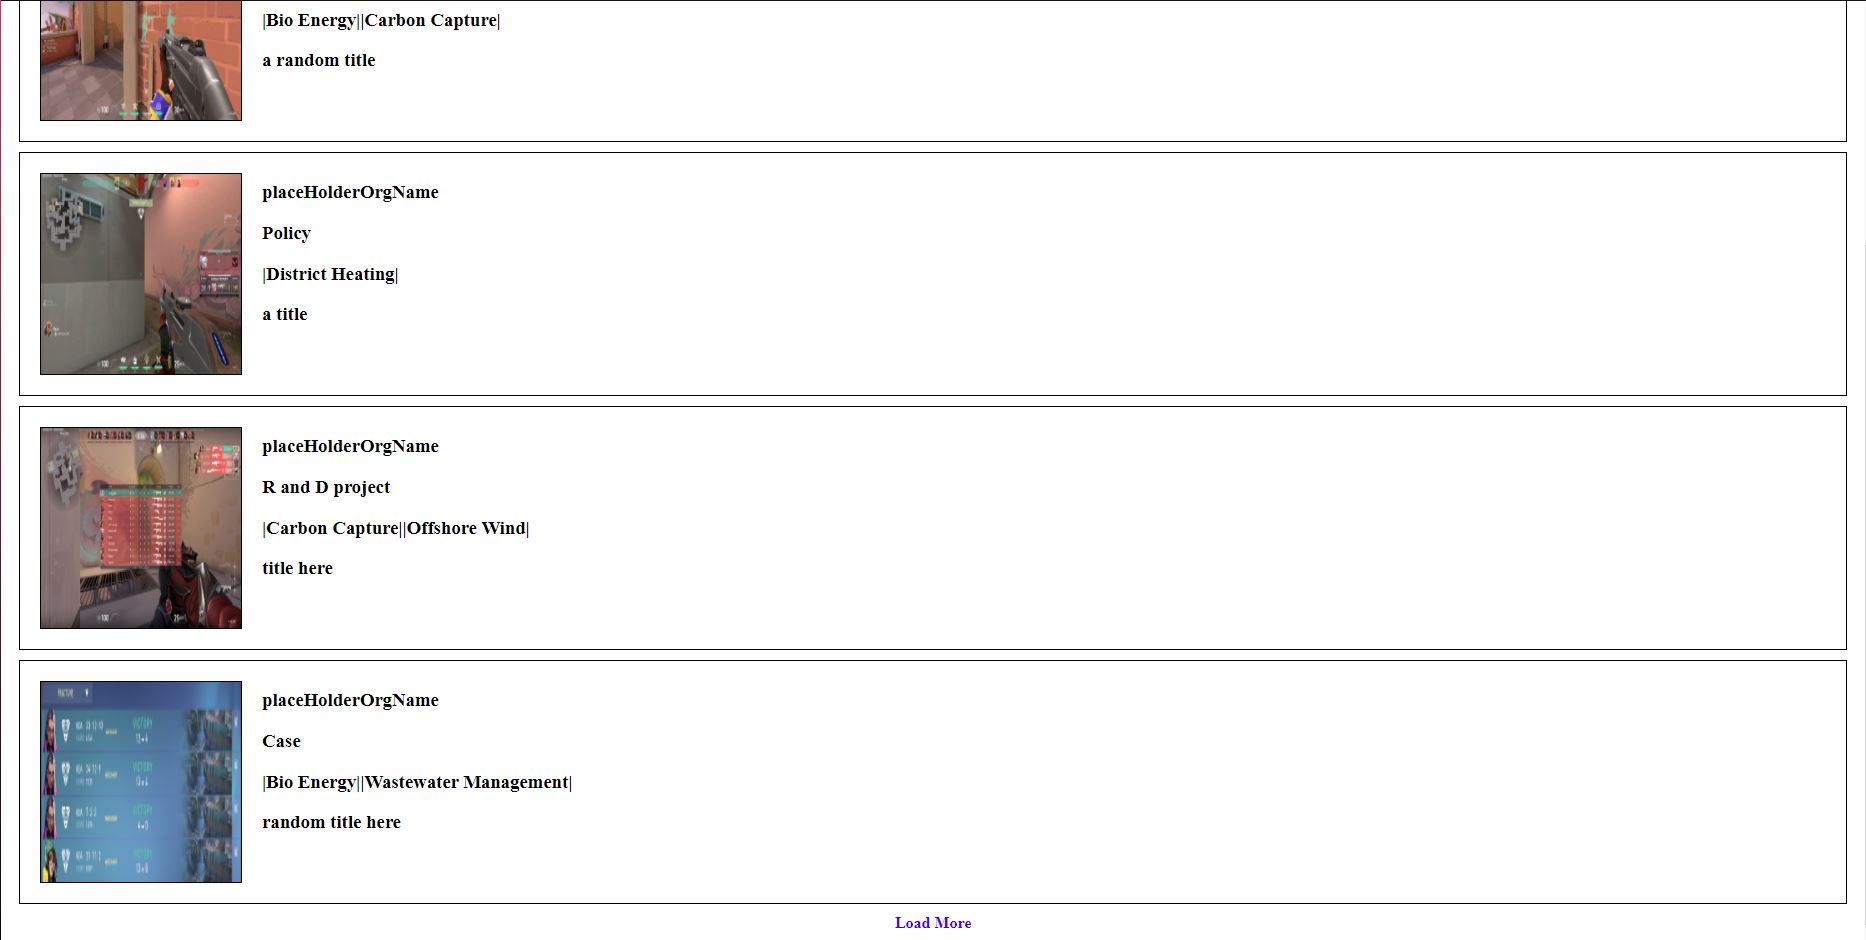 |Bio Energy||Carbon Capture|
a random title
placeHolderOrgName
Policy
|District Heating|
a title
placeHolderOrgName
R and D project
|Carbon Capture||Offshore Wind|
title here
placeHolderOrgName
Case
|Bio Energy||Wastewater Management|
random title here
Load More